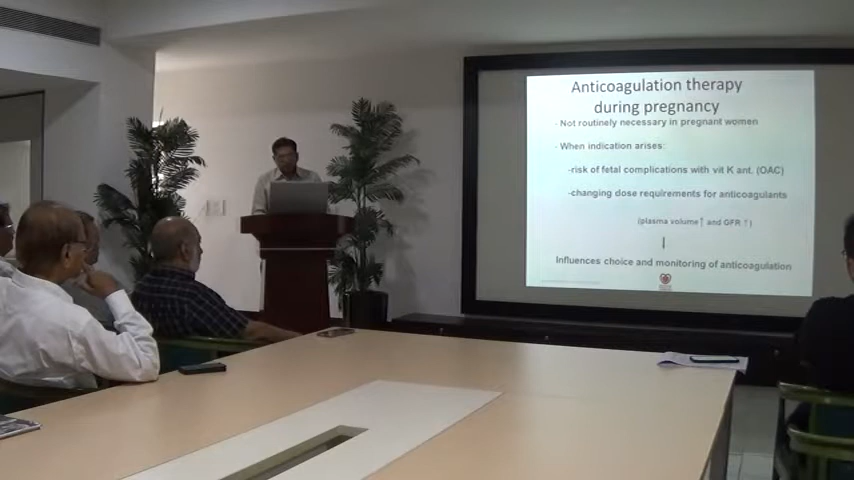 Anticoagulation therapy
during pregnancy
· Not routinely necessary in pregnant women
· When indication arises:
-risk of fetal complications with vit K ant. (OAC)
-changing dose requirements for anticoagulants
(plasma volume↑ and GFR ↑)
Influences choice and monitoring of anticoagulation